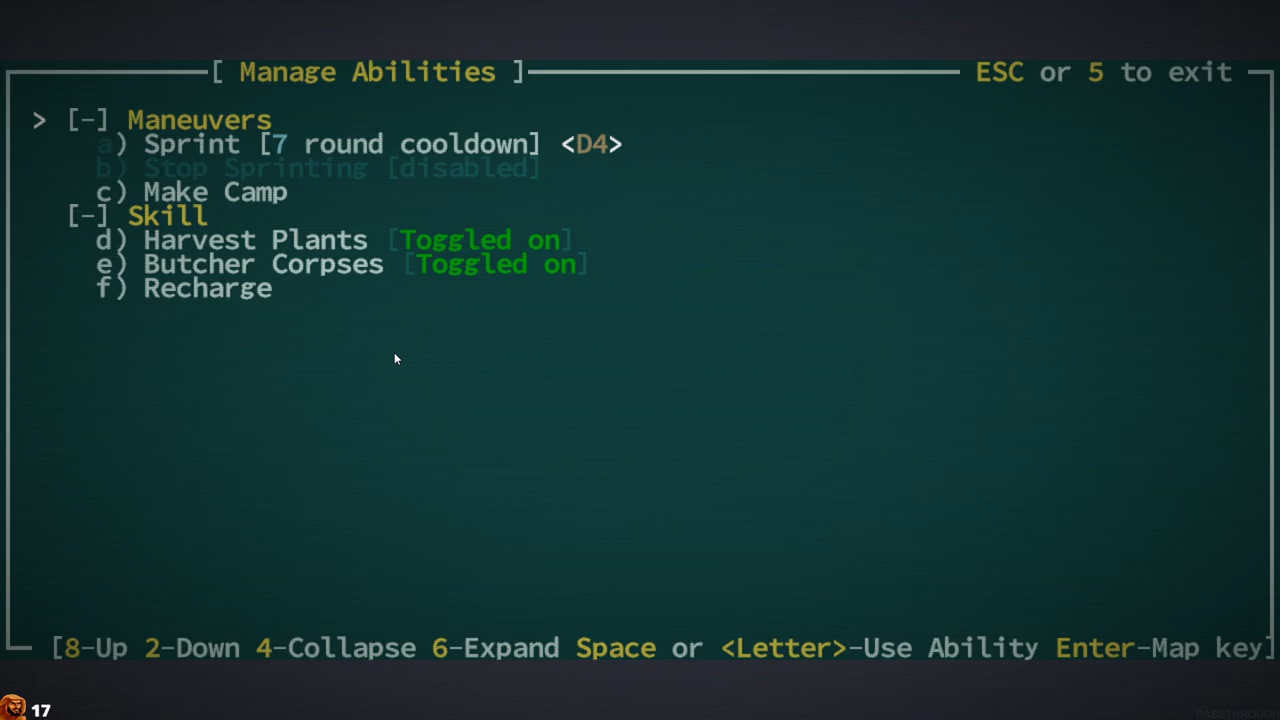 [ Manage Abilities ] ESC or 5 to exit
> [-] Maneuvers
a) Sprint [7 round cooldown] <D4>
b) Stop Sprinting [disabled]
c) Make Camp
[-] Skill
d) Harvest Plants [Toggled on]
e) Butcher Corpses [Toggled on]
f) Recharge
[8-Up 2-Down 4-Collapse 6-Expand Space or <Letter>-Use Ability Enter-Map key]
17